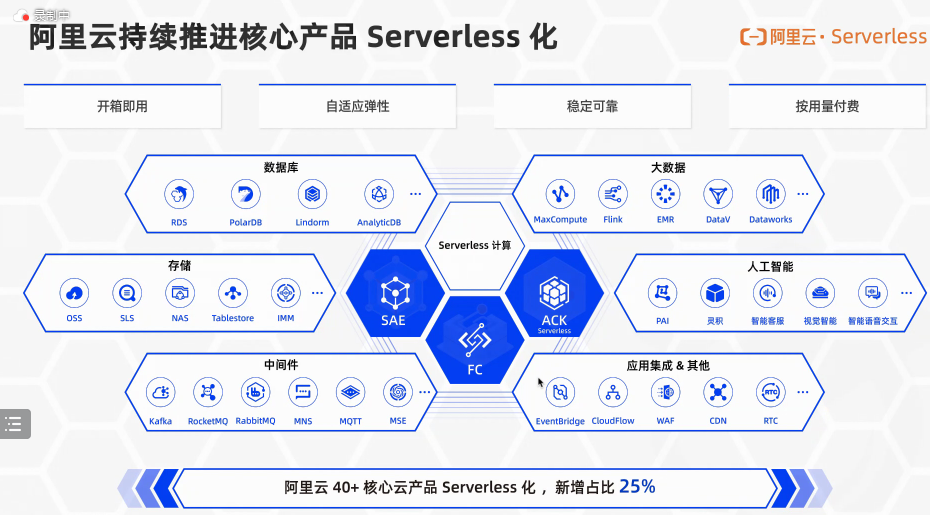 录制中
阿里云持续推进核心产品 Serverless 化
阿里云·Serverless
开箱即用
自适应弹性
稳定可靠
按用量付费
数据库
RDS
PolarDB
Lindorm
AnalyticDB
大数据
MaxCompute
Flink
EMR
DataV
Dataworks
Serverless 计算
SAE
FC
ACK
Serverless
存储
OSS
SLS
NAS
Tablestore
IMM
人工智能
PAI
灵积
智能客服
视觉智能
智能语音交互
中间件
Kafka
RocketMQ
RabbitMQ
MNS
MQTT
MSE
应用集成 & 其他
EventBridge
CloudFlow
WAF
CDN
RTC
RTC
阿里云 40+ 核心云产品 Serverless 化 ，新增占比 25%